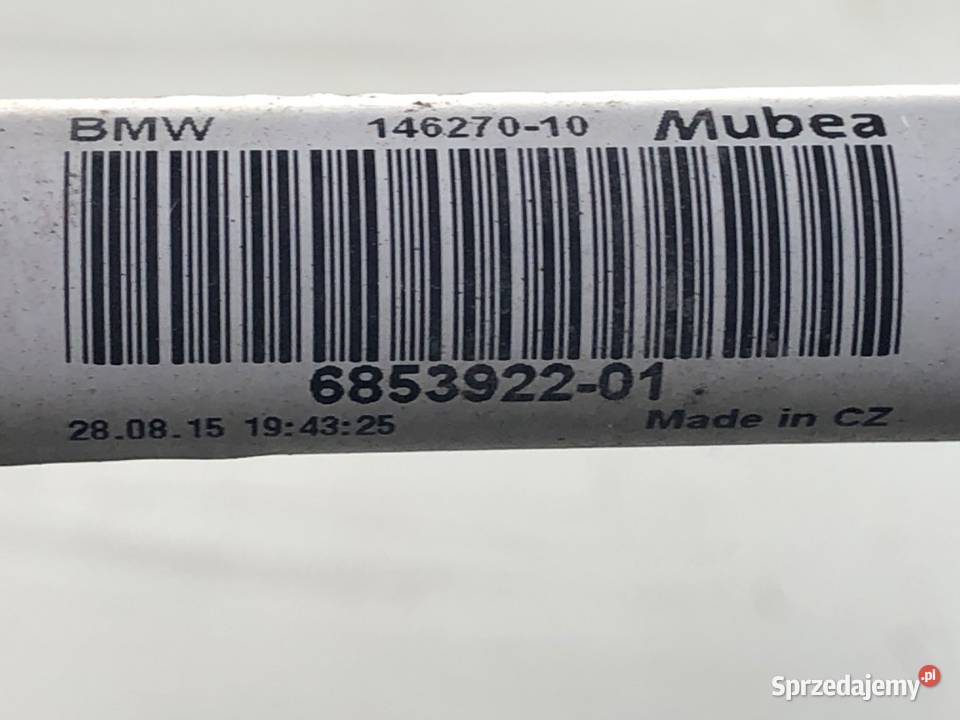 BMW 146270-10 Mubea
6853922-01
28.08.15 19:43:25 Made in CZ
Sprzedajemy.pl